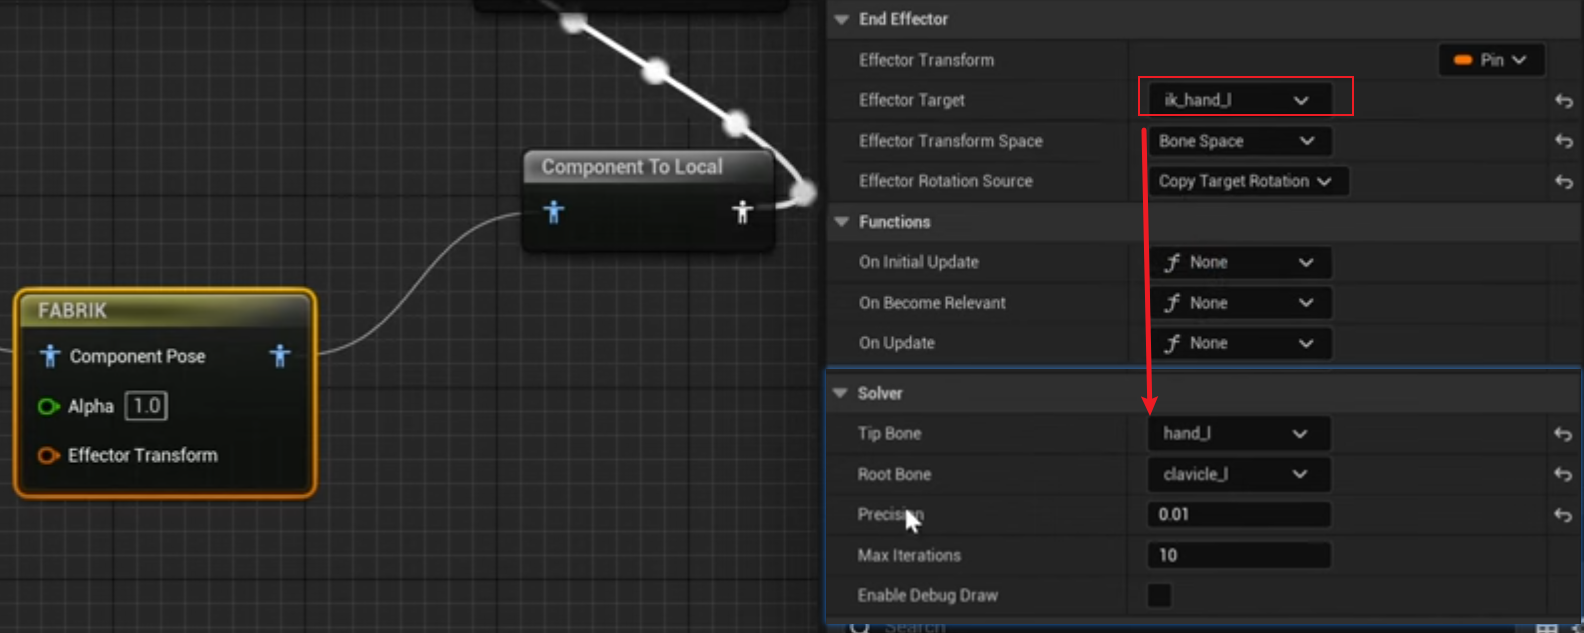 End Effector
Effector Transform Pin
Effector Target ik_hand_l
Effector Transform Space Bone Space
Effector Rotation Source Copy Target Rotation
Functions
On Initial Update None
On Become Relevant None
On Update None
Solver
Tip Bone hand_l
Root Bone clavicle_l
Precision 0.01
Max Iterations 10
Enable Debug Draw
Search
Component To Local
FABRIK
Component Pose
Alpha 1.0
Effector Transform